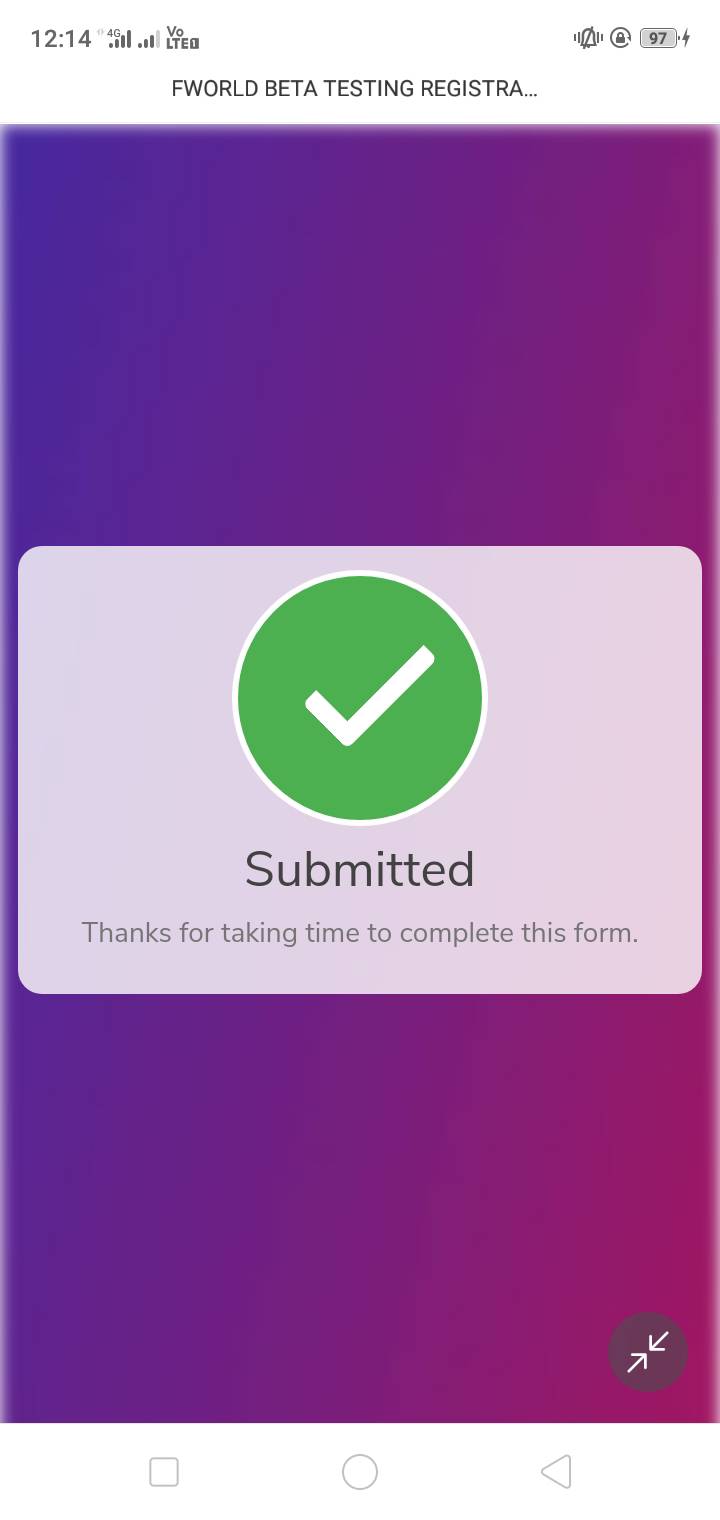 12:14 4G Vo LTE 97
FWORLD BETA TESTING REGISTRA...
Submitted
Thanks for taking time to complete this form.